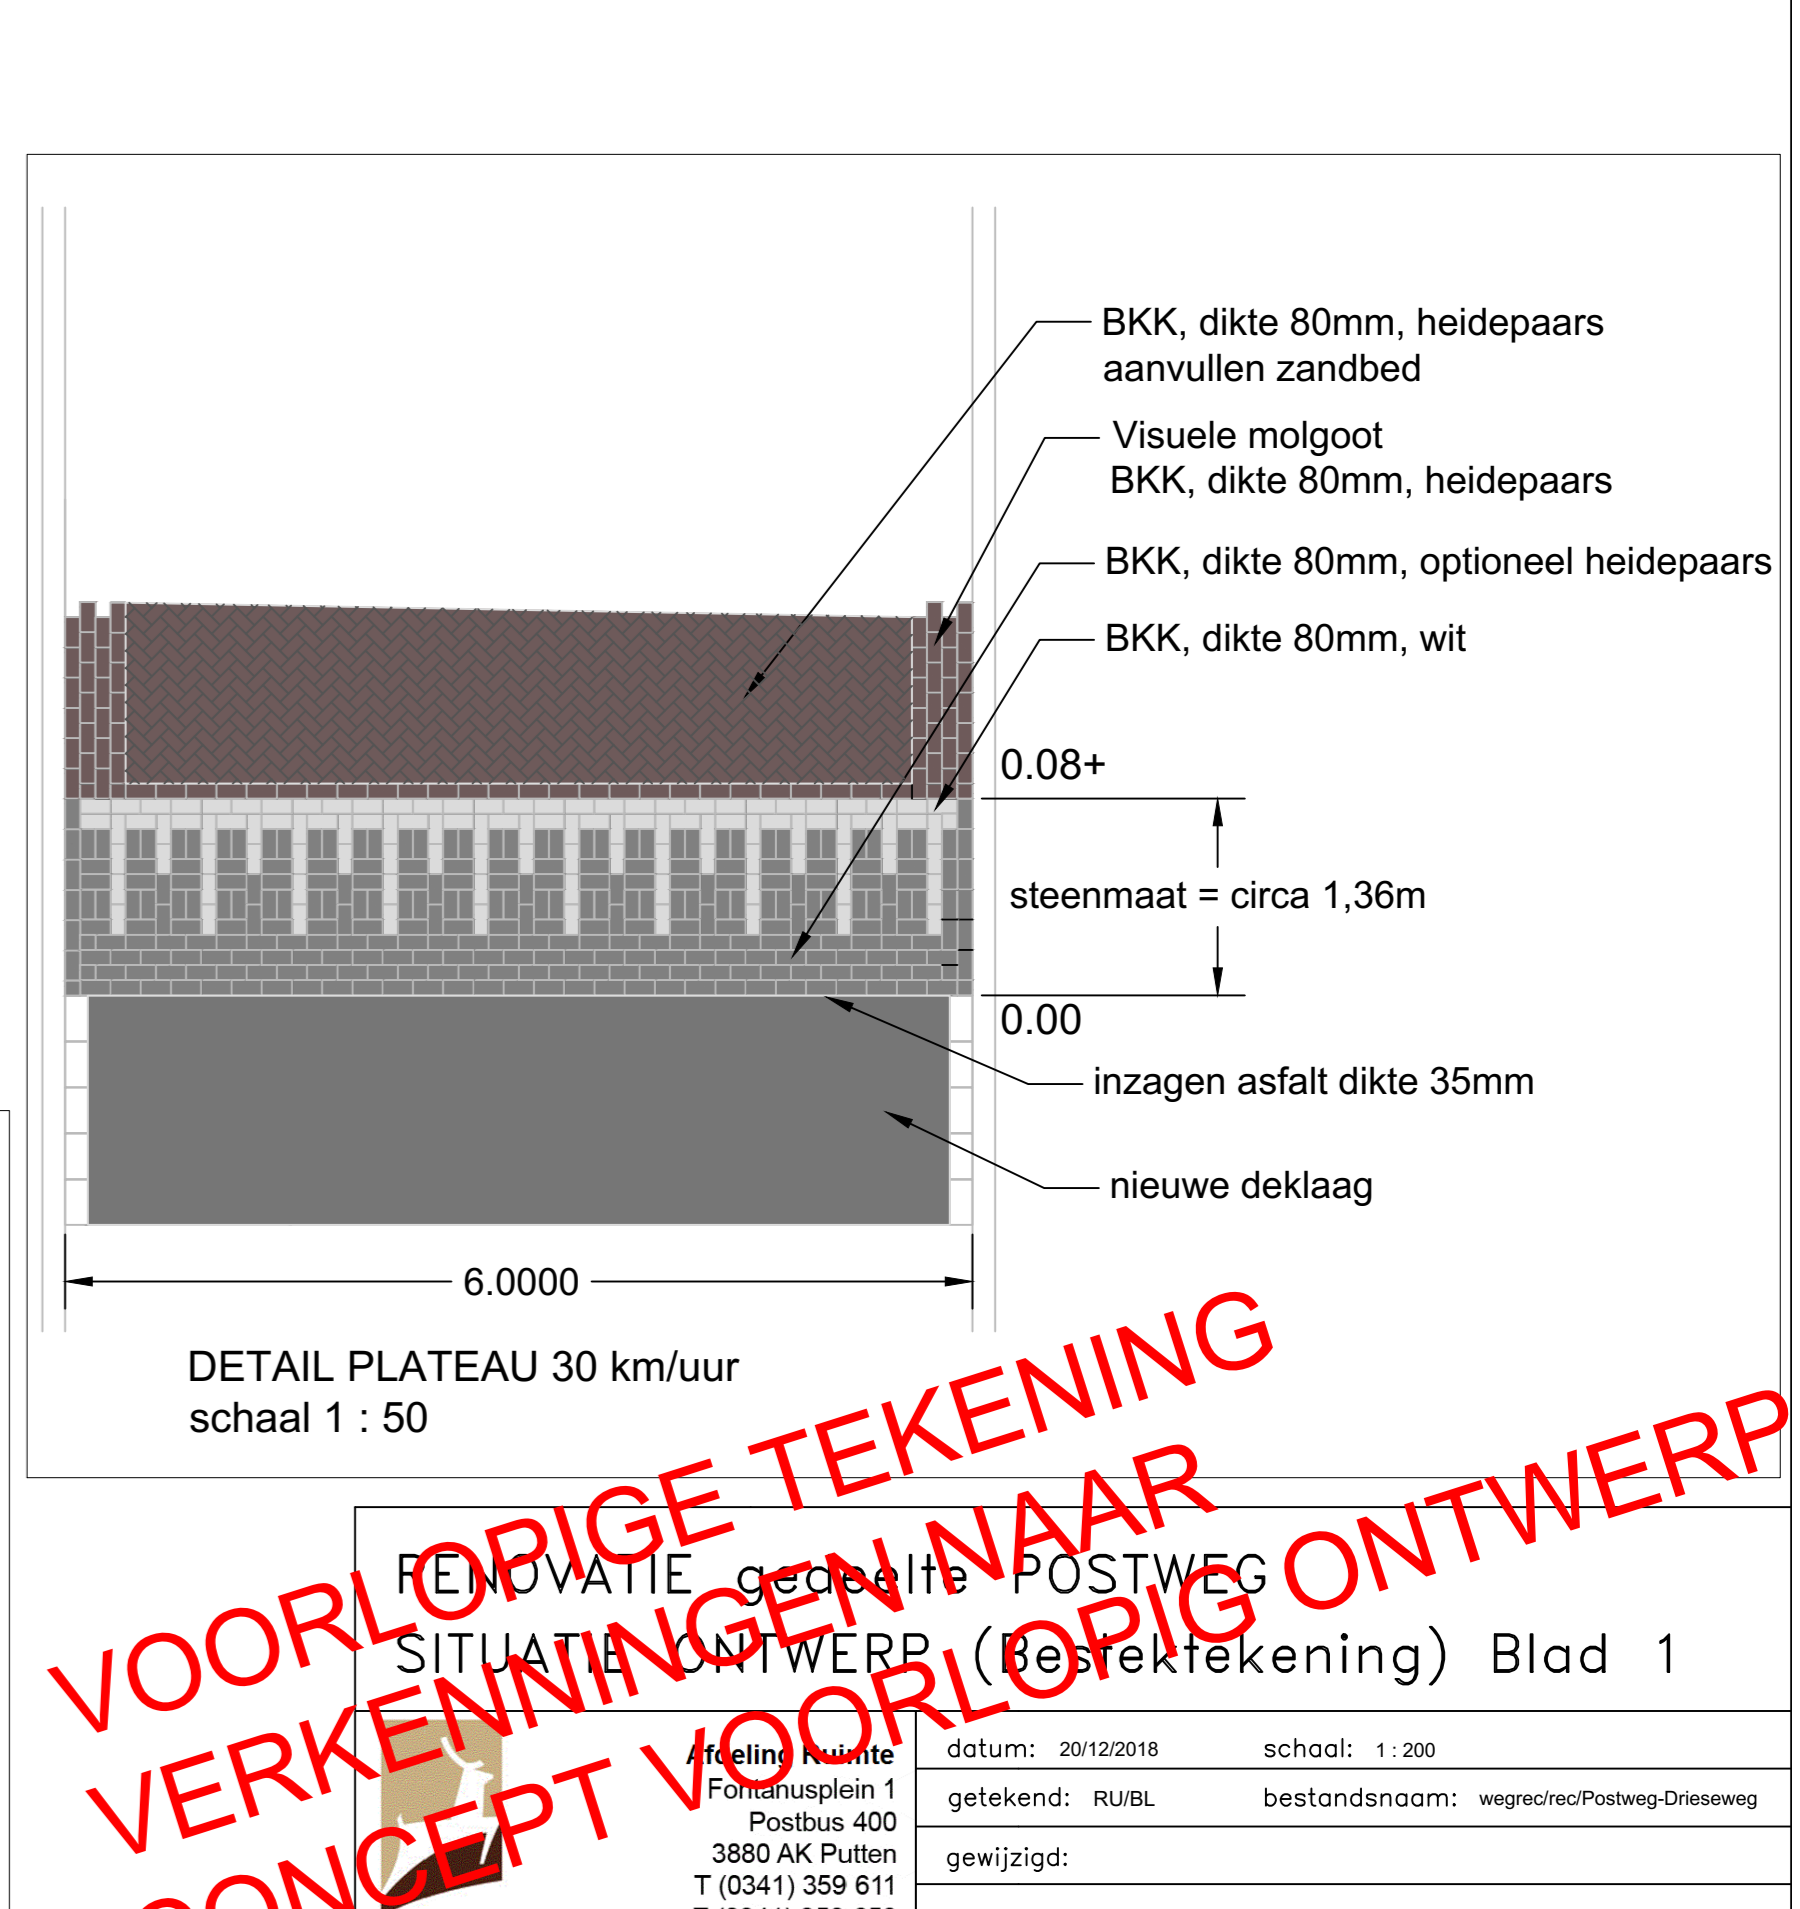 BKK, dikte 80mm, heidepaars
aanvullen zandbed
Visuele molgoot
BKK, dikte 80mm, heidepaars
BKK, dikte 80mm, optioneel heidepaars
BKK, dikte 80mm, wit
0.08+
steenmaat = circa 1,36m
0.00
inzagen asfalt dikte 35mm
nieuwe deklaag
6.0000
DETAIL PLATEAU 30 km/uur
schaal 1 : 50
VOORLOPIGE TEKENING
VERKENNINGEN NAAR
CONCEPT VOORLOPIG ONTWERP
RENOVATIE gedeelte POSTWEG
SITUATIE ONTWERP (Bestektekening) Blad 1
Afdeling Ruimte
Fontanusplein 1
Postbus 400
3880 AK Putten
T (0341) 359 611
datum: 20/12/2018 schaal: 1 : 200
getekend: RU/BL bestandsnaam: wegrec/rec/Postweg-Drieseweg
gewijzigd: